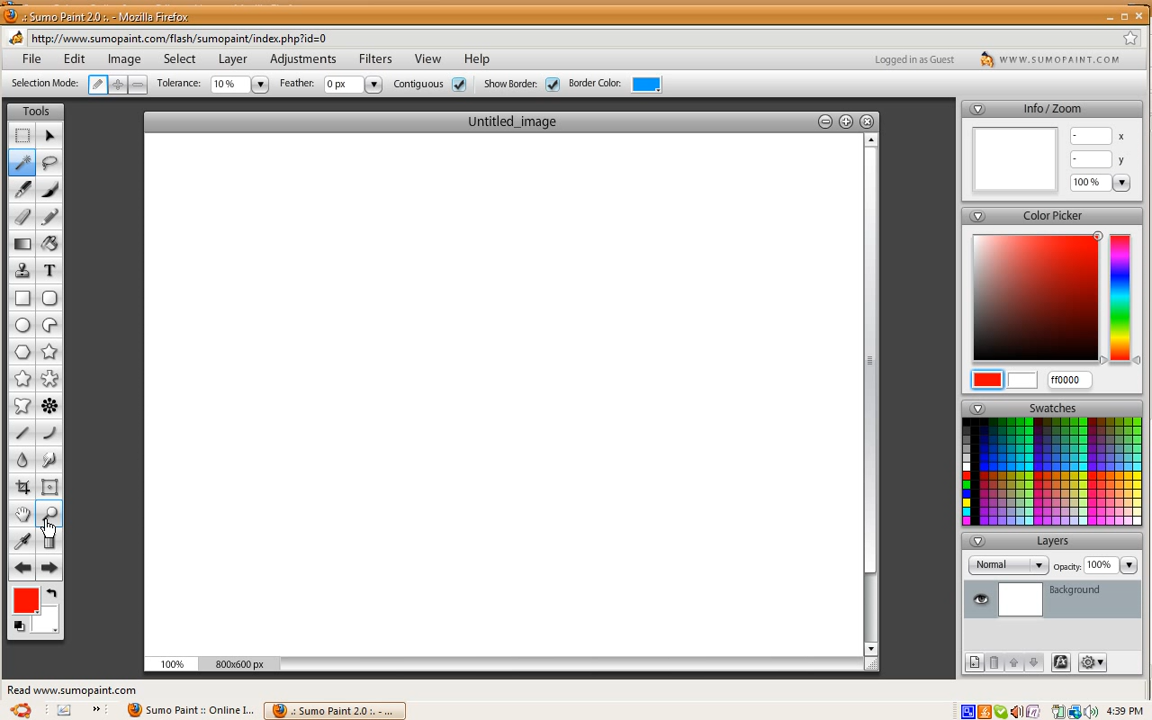 .: Sumo Paint 2.0 :. - Mozilla Firefox
http://www.sumopaint.com/flash/sumopaint/index.php?id=0
File Edit Image Select Layer Adjustments Filters View Help Logged in as Guest WWW.SUMOPAINT.COM
Selection Mode: Tolerance: 10 % Feather: 0 px Contiguous Show Border: Border Color:
Tools
Untitled_image
Info / Zoom
- x
- y
100 %
Color Picker
ff0000
Swatches
Layers
Normal Opacity: 100%
Background
T
100% 800x600 px
Read www.sumopaint.com
Sumo Paint :: Online I... .: Sumo Paint 2.0 :. - ... 4:39 PM